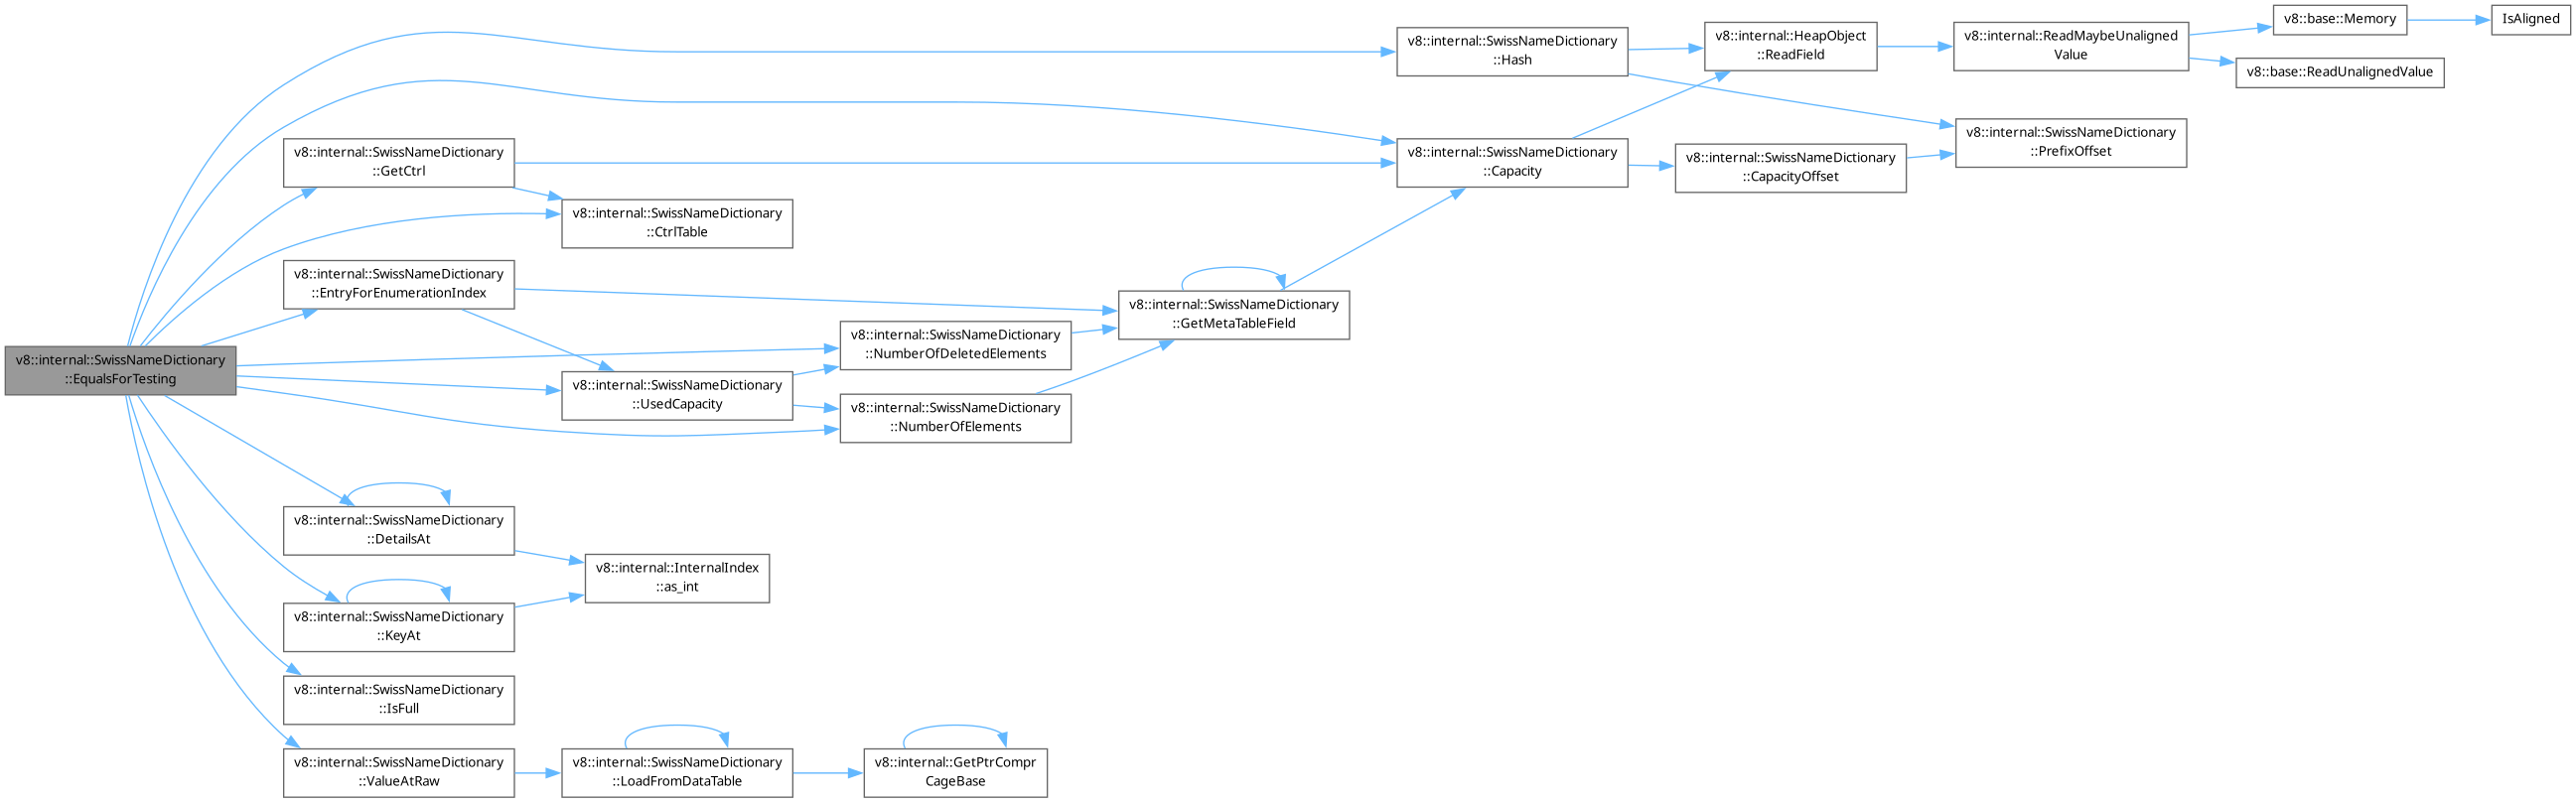 v8::internal::SwissNameDictionary
::EqualsForTesting
v8::internal::SwissNameDictionary
::GetCtrl
v8::internal::SwissNameDictionary
::CtrlTable
v8::internal::SwissNameDictionary
::EntryForEnumerationIndex
v8::internal::SwissNameDictionary
::UsedCapacity
v8::internal::SwissNameDictionary
::NumberOfDeletedElements
v8::internal::SwissNameDictionary
::NumberOfElements
v8::internal::SwissNameDictionary
::GetMetaTableField
v8::internal::SwissNameDictionary
::Hash
v8::internal::SwissNameDictionary
::Capacity
v8::internal::HeapObject
::ReadField
v8::internal::SwissNameDictionary
::CapacityOffset
v8::internal::ReadMaybeUnaligned
Value
v8::internal::SwissNameDictionary
::PrefixOffset
v8::base::Memory
v8::base::ReadUnalignedValue
IsAligned
v8::internal::SwissNameDictionary
::DetailsAt
v8::internal::InternalIndex
::as_int
v8::internal::SwissNameDictionary
::KeyAt
v8::internal::SwissNameDictionary
::IsFull
v8::internal::SwissNameDictionary
::ValueAtRaw
v8::internal::SwissNameDictionary
::LoadFromDataTable
v8::internal::GetPtrCompr
CageBase